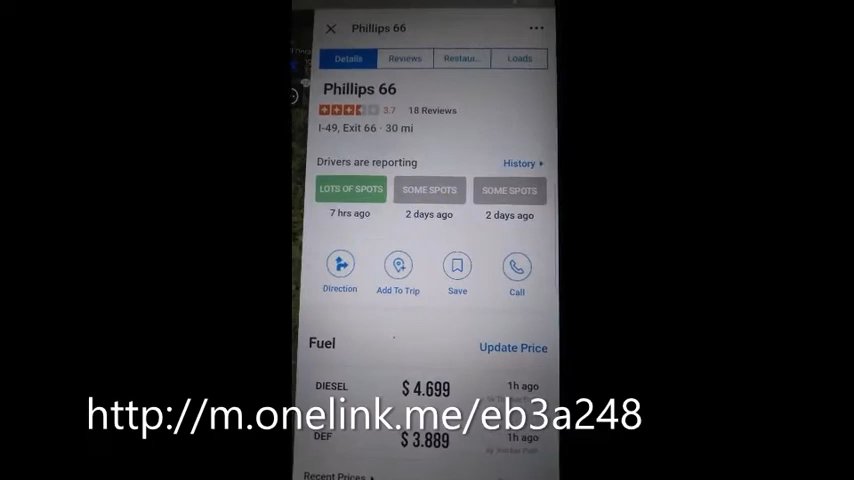 Phillips 66
Details Reviews Restau... Loads
Phillips 66
3.7 18 Reviews
I-49, Exit 66 · 30 mi
Drivers are reporting History
LOTS OF SPOTS SOME SPOTS SOME SPOTS
7 hrs ago 2 days ago 2 days ago
Direction Add To Trip Save Call
Fuel Update Price
DIESEL $ 4.699 1h ago
http://m.onelink.me/eb3a248
DEF $ 3.889 1h ago
Recent Prices